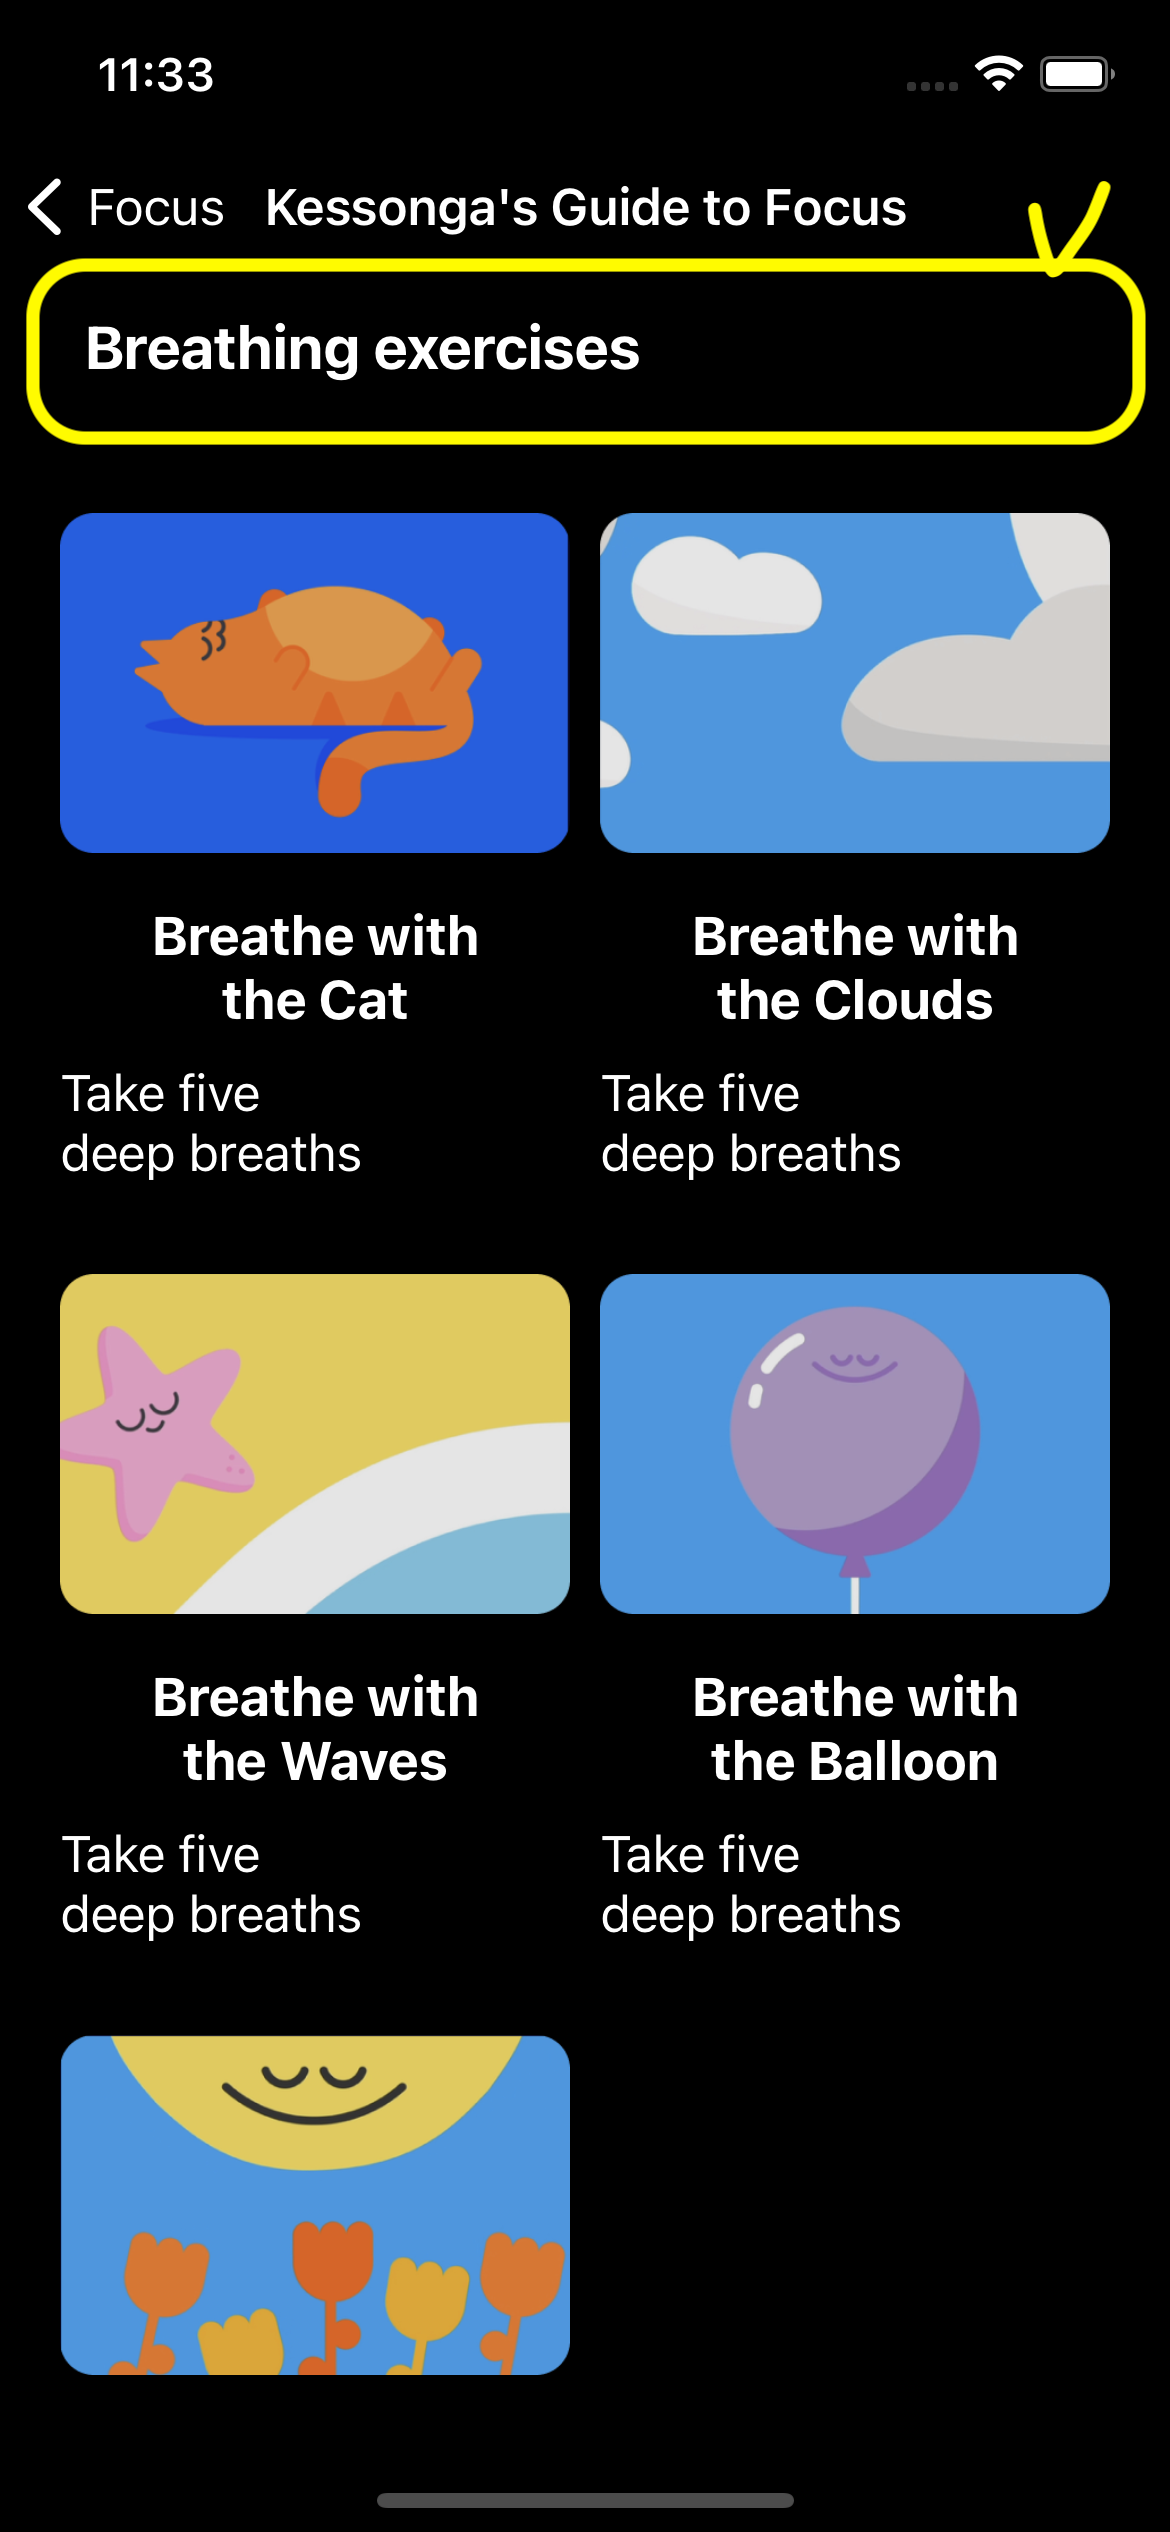 11:33
Focus Kessonga's Guide to Focus
Breathing exercises
Breathe with
the Cat
Take five
deep breaths
Breathe with
the Clouds
Take five
deep breaths
Breathe with
the Waves
Take five
deep breaths
Breathe with
the Balloon
Take five
deep breaths